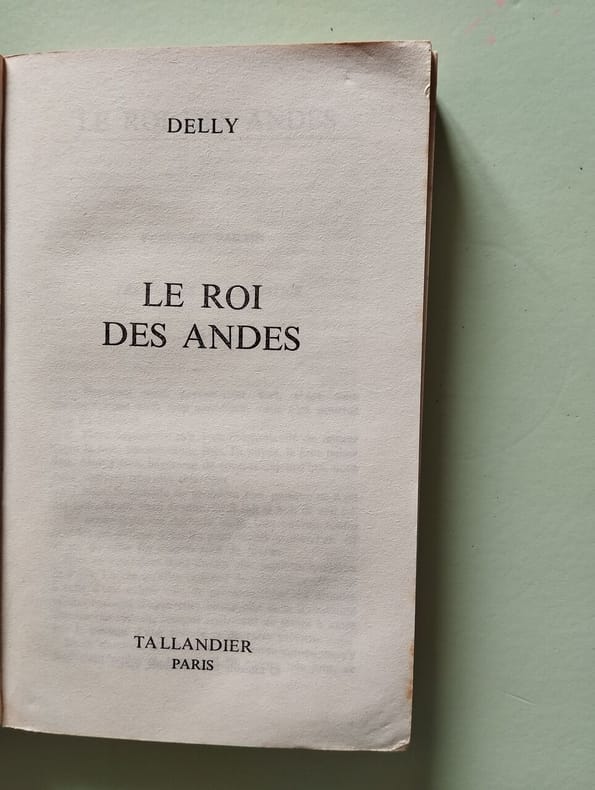 DELLY
LE ROI
DES ANDES
TALLANDIER
PARIS